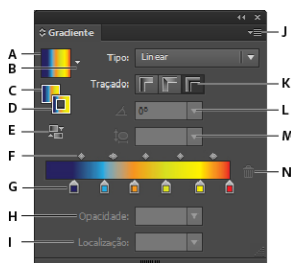 Gradiente
J
A
Tipo: Linear
B
Traçado:
K
C
D
0°
L
E
M
F
N
G
H
Opacidade:
I
Localização: